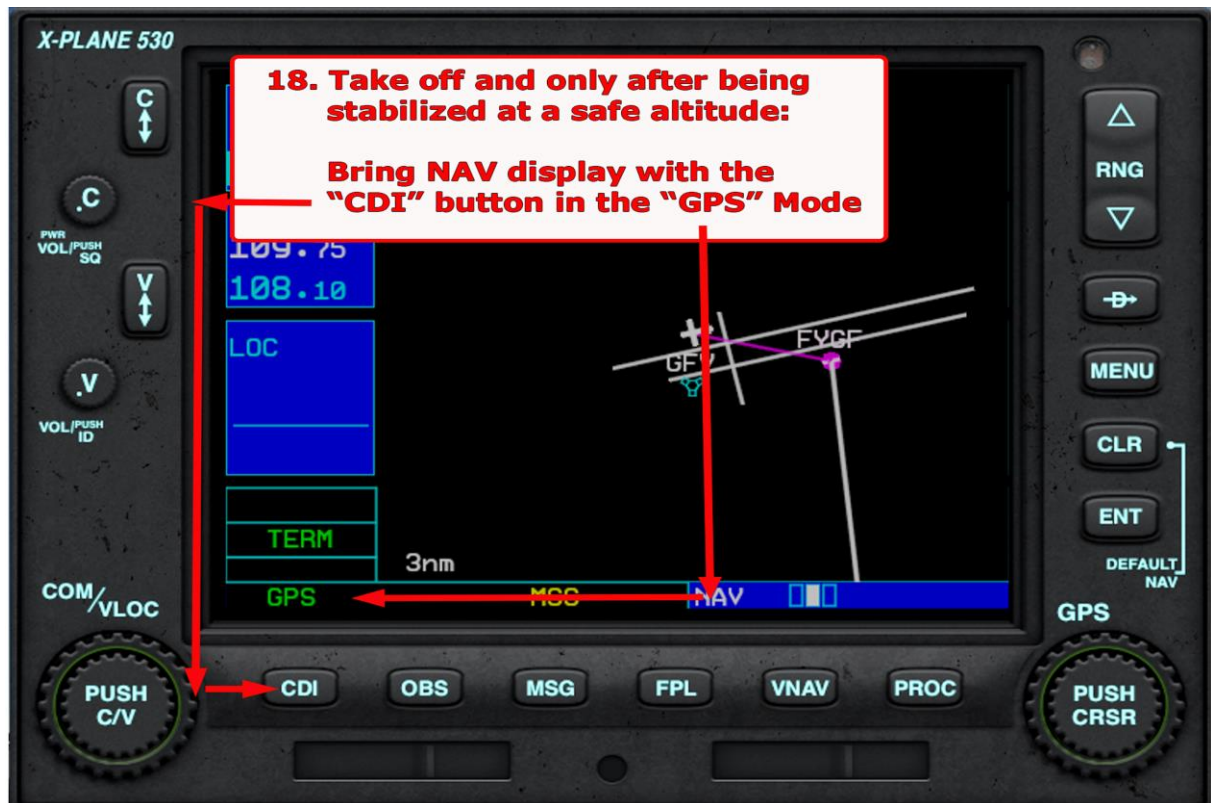 X-PLANE 530
18. Take off and only after being
stabilized at a safe altitude:
Bring NAV display with the
“CDI” button in the “GPS” Mode
C
.C
PWR
VOL/PUSH
SQ
V
.V
VOL/PUSH
ID
109.75
108.10
LOC
TERM
GPS
3nm
MSG
NAV
GFY
FYGF
RNG
D
MENU
CLR
ENT
DEFAULT
NAV
COM/VLOC
PUSH
C/V
CDI
OBS
MSG
FPL
VNAV
PROC
GPS
PUSH
CRSR